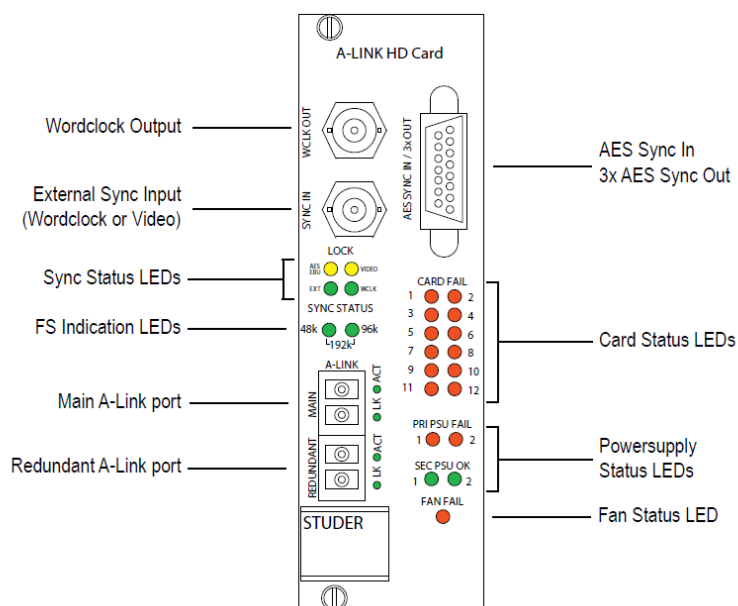 A-LINK HD Card
Wordclock Output
WCLK OUT
AES SYNC IN / 3x OUT
AES Sync In
3x AES Sync Out
External Sync Input
(Wordclock or Video)
SYNC IN
LOCK
AES
EBU
VIDEO
EXT
WCLK
Sync Status LEDs
SYNC STATUS
FS Indication LEDs
48k
96k
192k
CARD FAIL
1 2
3 4
5 6
7 8
9 10
11 12
Card Status LEDs
A-LINK
Main A-Link port
MAIN
LK ACT
Redundant A-Link port
REDUNDANT
LK ACT
PRI PSU FAIL
1 2
SEC PSU OK
1 2
Powersupply
Status LEDs
FAN FAIL
Fan Status LED
STUDER